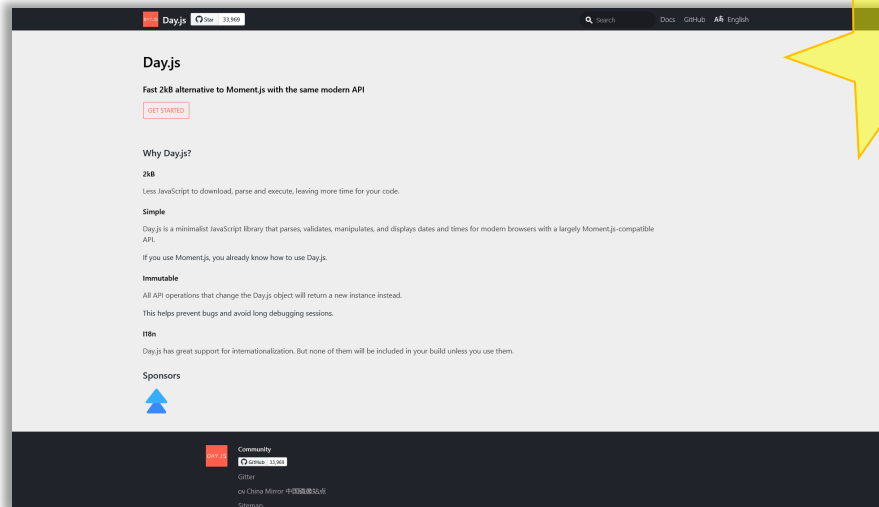 DAY.JS Day.js Star 33,969 Search Docs GitHub English
Day.js
Fast 2kB alternative to Moment.js with the same modern API
GET STARTED
Why Day.js?
2kB
Less JavaScript to download, parse and execute, leaving more time for your code.
Simple
Day.js is a minimalist JavaScript library that parses, validates, manipulates, and displays dates and times for modern browsers with a largely Moment.js-compatible
API.
If you use Moment.js, you already know how to use Day.js.
Immutable
All API operations that change the Day.js object will return a new instance instead.
This helps prevent bugs and avoid long debugging sessions.
I18n
Day.js has great support for internationalization. But none of them will be included in your build unless you use them.
Sponsors
DAY.JS
Community
GitHub 33,969
Gitter
CN China Mirror 中国镜像站点
Sitemap